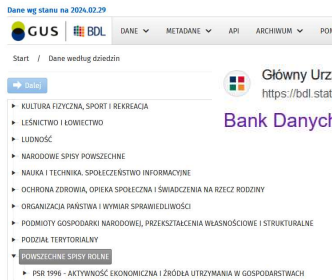 Dane wg stanu na 2024.02.29
GUS BDL DANE METADANE API ARCHIWUM
Start / Dane według dziedzin
Dalej
Główny Urz
https://bdl.stat
Bank Danych
KULTURA FIZYCZNA, SPORT I REKREACJA
LEŚNICTWO I ŁOWIECTWO
LUDNOŚĆ
NARODOWE SPISY POWSZECHNE
NAUKA I TECHNIKA. SPOŁECZEŃSTWO INFORMACYJNE
OCHRONA ZDROWIA, OPIEKA SPOŁECZNA I ŚWIADCZENIA NA RZECZ RODZINY
ORGANIZACJA PAŃSTWA I WYMIAR SPRAWIEDLIWOŚCI
PODMIOTY GOSPODARKI NARODOWEJ, PRZEKSZTAŁCENIA WŁASNOŚCIOWE I STRUKTURALNE
PODZIAŁ TERYTORIALNY
POWSZECHNE SPISY ROLNE
PSR 1996 - AKTYWNOŚĆ EKONOMICZNA I ŹRÓDŁA UTRZYMANIA W GOSPODARSTWACH